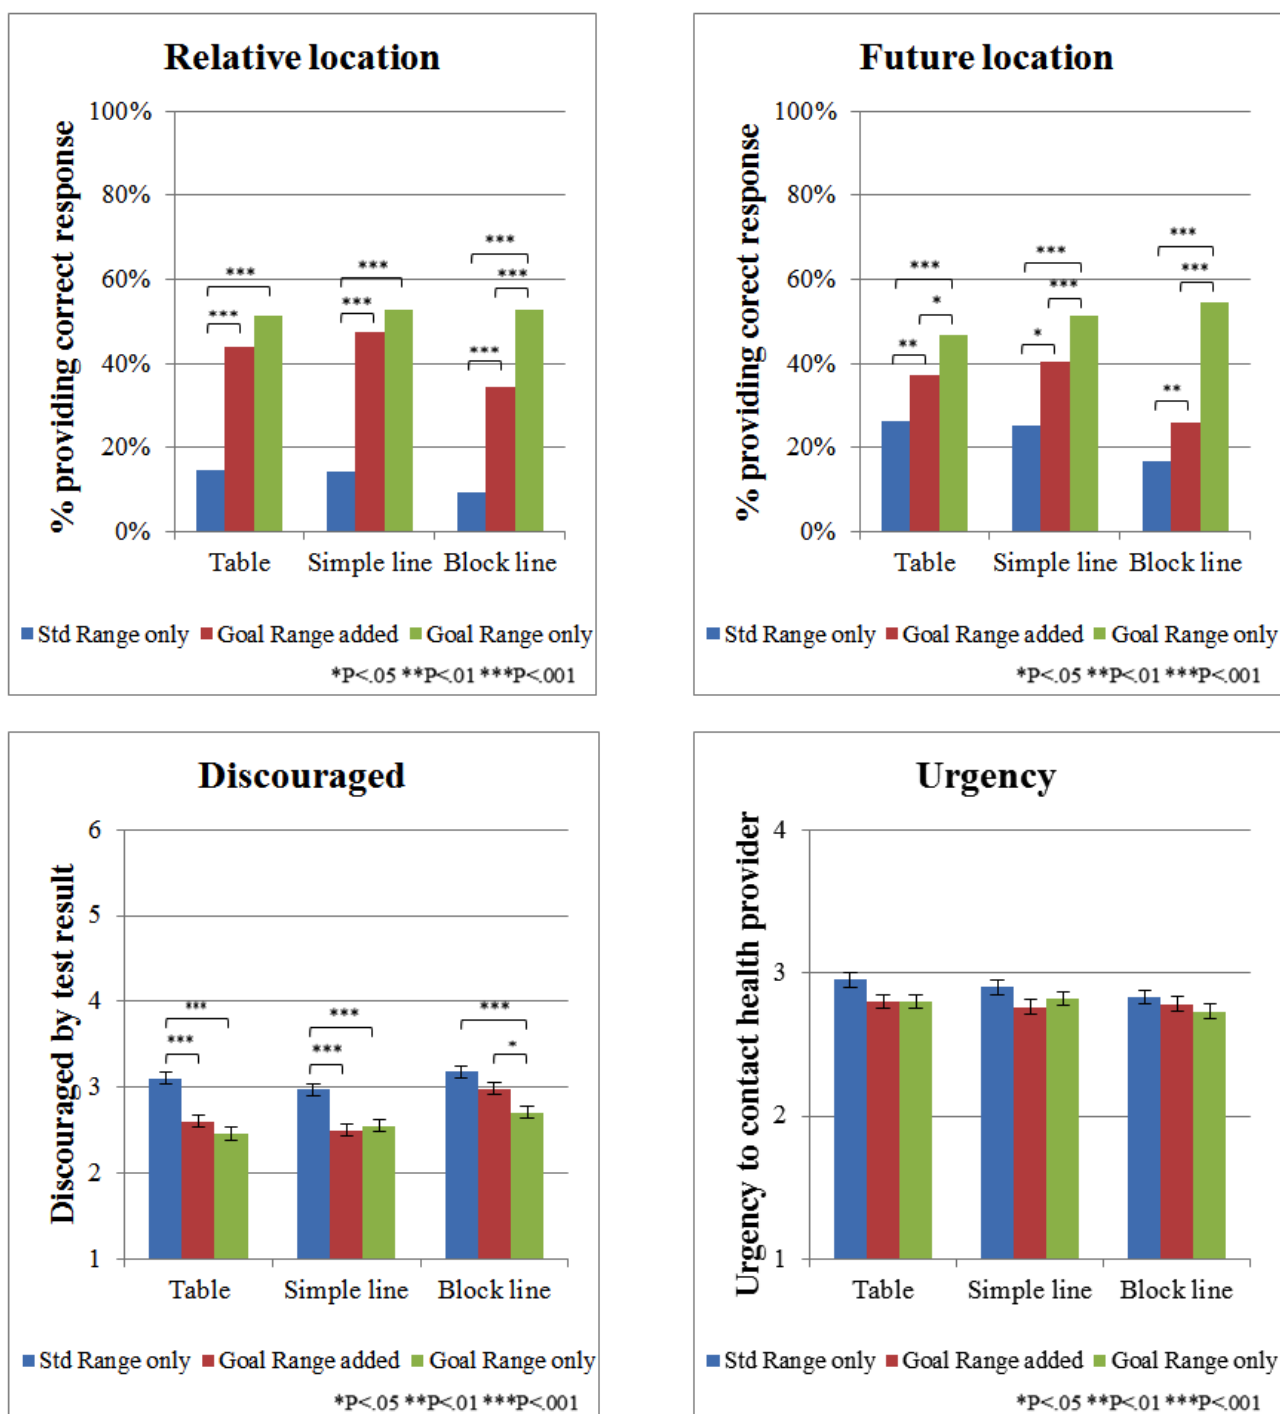 Relative location
% providing correct response
100%
80%
60%
40%
20%
0%
***
***
***
***
***
***
***
Table Simple line Block line
Std Range only Goal Range added Goal Range only
*P<.05 **P<.01 ***P<.001
Future location
% providing corect response
100%
80%
60%
40%
20%
0%
***
*
**
***
***
*
***
***
**
Table Simple line Block line
Std Range only Goal Range added Goal Range only
*P<.05 **P<.01 ***P<.001
Discouraged
Discouraged by test result
6
5
4
3
2
1
***
***
***
***
***
*
Table Simple line Block line
Std Range only Goal Range added Goal Range only
*P<.05 **P<.01 ***P<.001
Urgency
Urgency to contact health provider
4
3
2
1
Table Simple line Block line
Std Range only Goal Range added Goal Range only
*P<.05 **P<.01 ***P<.001